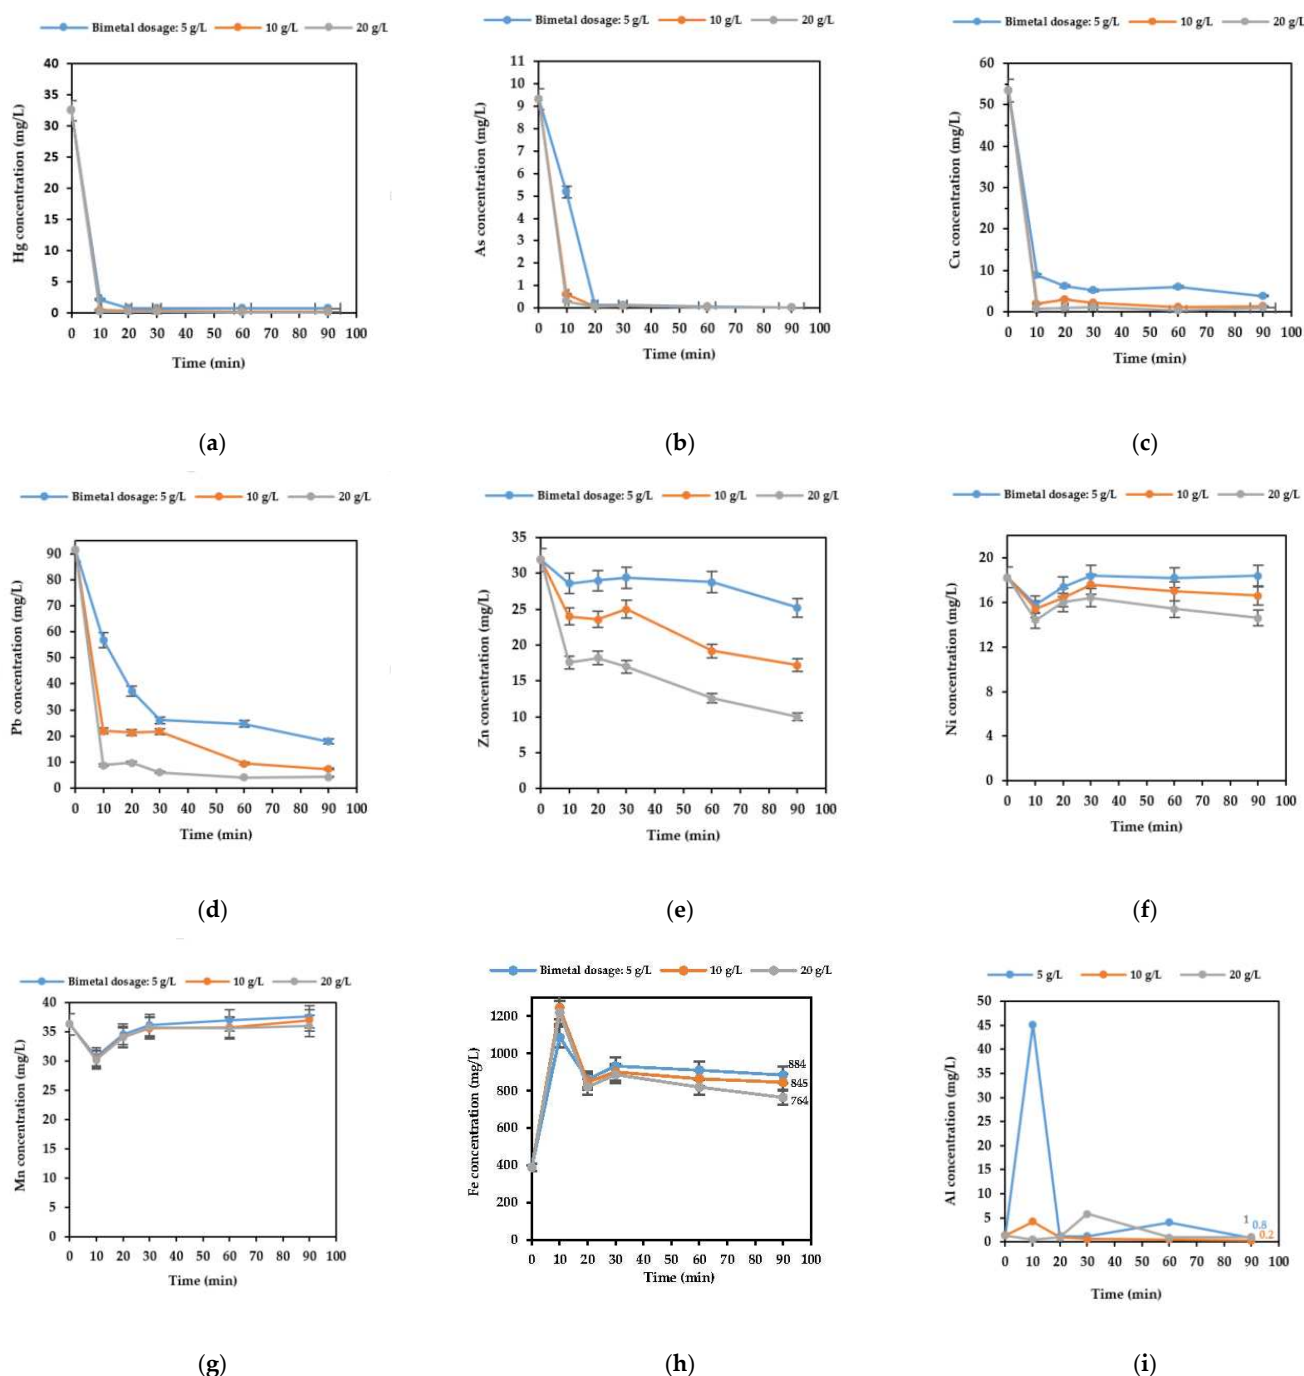 Bimetal dosage: 5 g/L 10 g/L 20 g/L
Hg concentration (mg/L)
40
35
30
25
20
15
10
5
0
0 10 20 30 40 50 60 70 80 90 100
Time (min)
(a)
Bimetal dosage: 5 g/L 10 g/L 20 g/L
As concentration (mg/L)
11
10
9
8
7
6
5
4
3
2
1
0
0 10 20 30 40 50 60 70 80 90 100
Time (min)
(b)
Bimetal dosage: 5 g/L 10 g/L 20 g/L
Cu concentration (mg/L)
60
50
40
30
20
10
0
0 10 20 30 40 50 60 70 80 90 100
Time (min)
(c)
Bimetal dosage: 5 g/L 10 g/L 20 g/L
Pb concentration (mg/L)
90
80
70
60
50
40
30
20
10
0
0 10 20 30 40 50 60 70 80 90 100
Time (min)
(d)
Bimetal dosage: 5 g/L 10 g/L 20 g/L
Zn concentration (mg/L)
35
30
25
20
15
10
5
0
0 10 20 30 40 50 60 70 80 90 100
Time (min)
(e)
Bimetal dosage: 5 g/L 10 g/L 20 g/L
Ni concentration (mg/L)
20
16
12
8
4
0
0 10 20 30 40 50 60 70 80 90 100
Time (min)
(f)
Bimetal dosage: 5 g/L 10 g/L 20 g/L
Mn concentration (mg/L)
40
35
30
25
20
15
10
5
0
0 10 20 30 40 50 60 70 80 90 100
Time (min)
(g)
Bimetal dosage: 5 g/L 10 g/L 20 g/L
Fe concentration (mg/L)
1200
1000
800
600
400
200
0
884
845
764
0 10 20 30 40 50 60 70 80 90 100
Time (min)
(h)
5 g/L 10 g/L 20 g/L
Al concentration (mg/L)
50
45
40
35
30
25
20
15
10
5
0
1
0.8
0.2
0 10 20 30 40 50 60 70 80 90 100
Time (min)
(i)